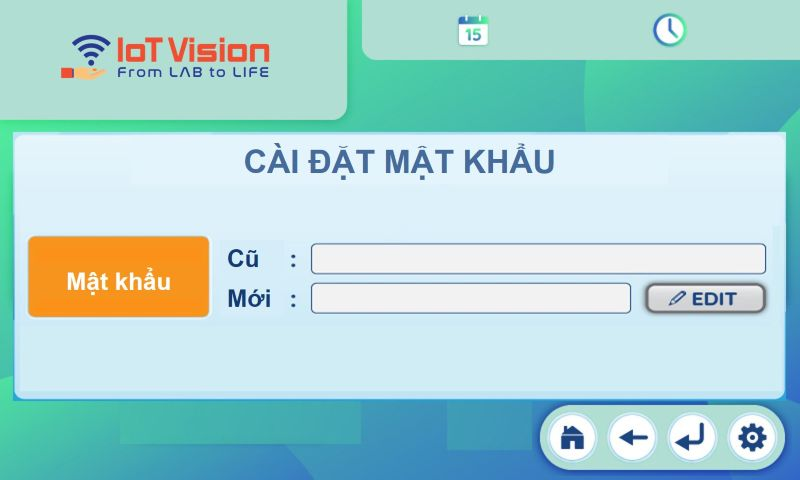 IoT Vision
From LAB to LIFE
15
CÀI ĐẶT MẬT KHẨU
Mật khẩu
Cũ :
Mới :
EDIT